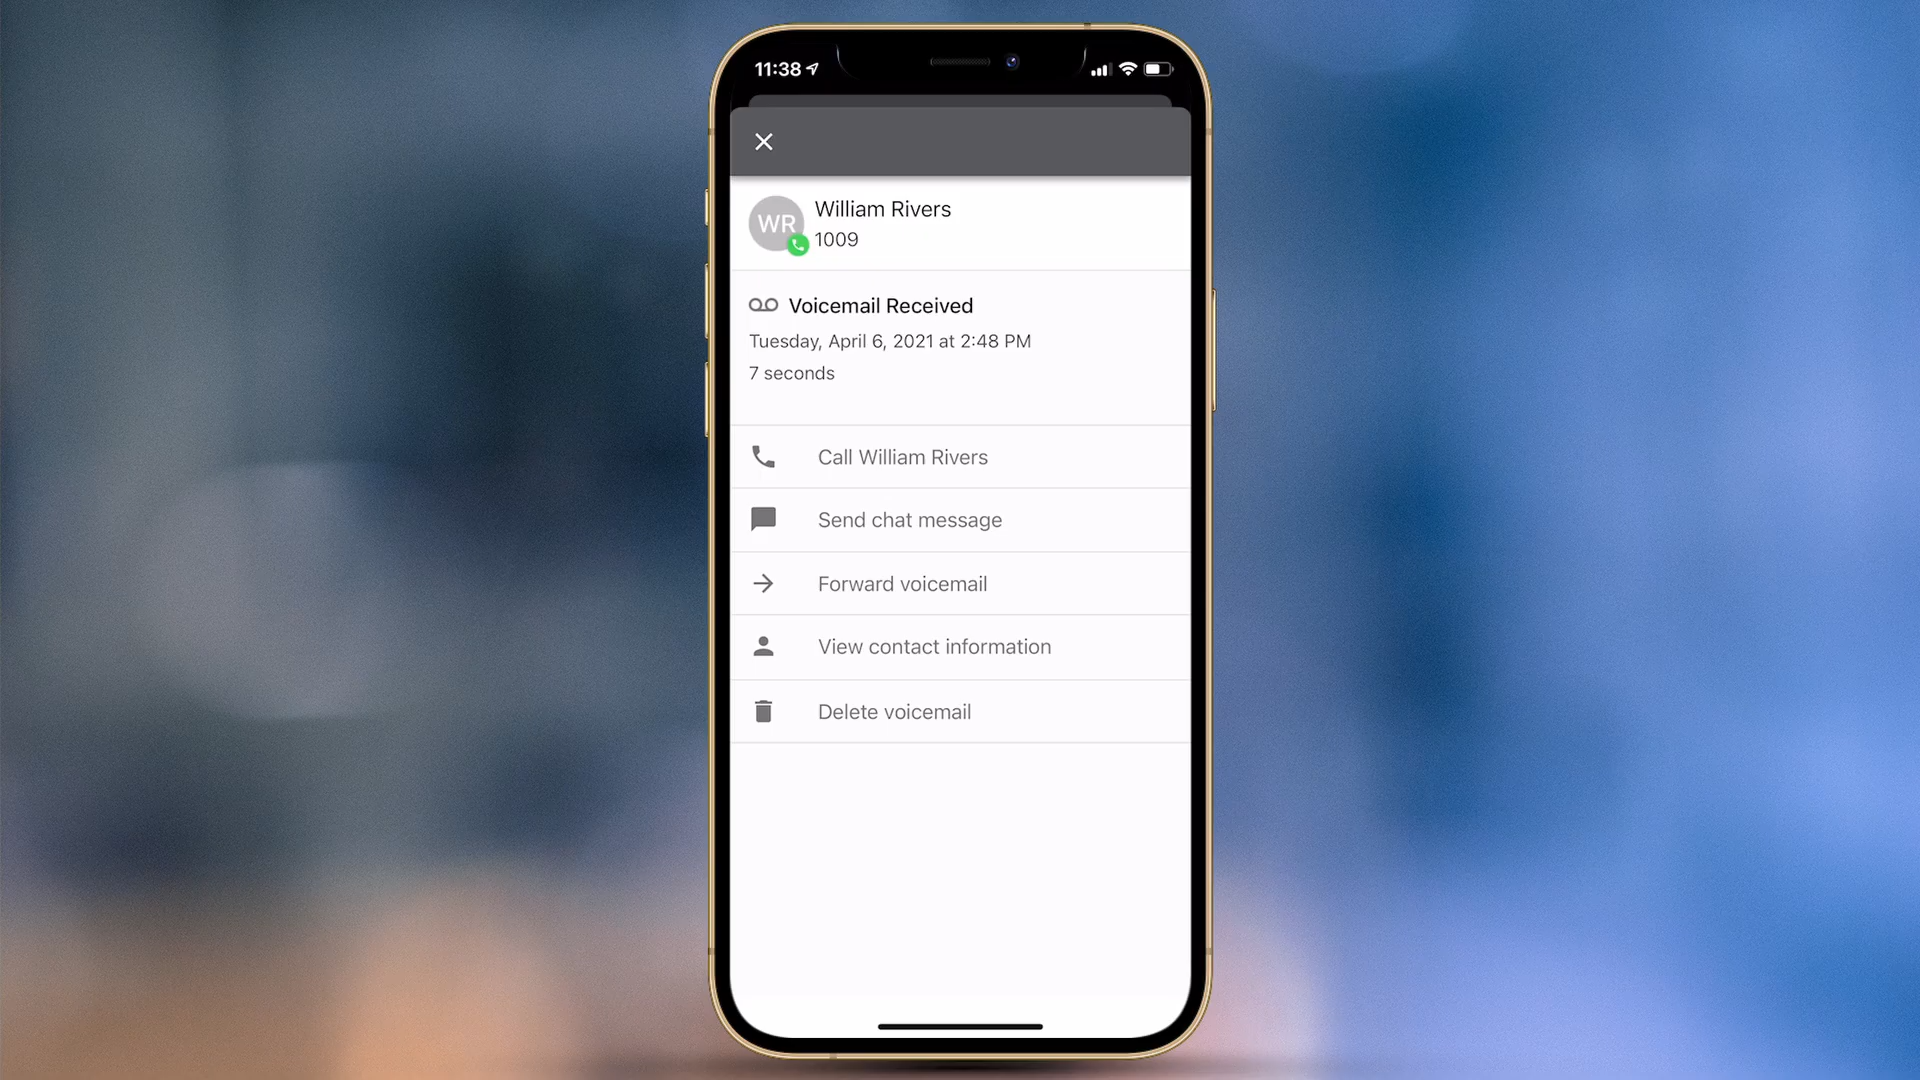 11:38
William Rivers
WR
1009
Voicemail Received
Tuesday, April 6, 2021 at 2:48 PM
7 seconds
Call William Rivers
Send chat message
Forward voicemail
View contact information
Delete voicemail